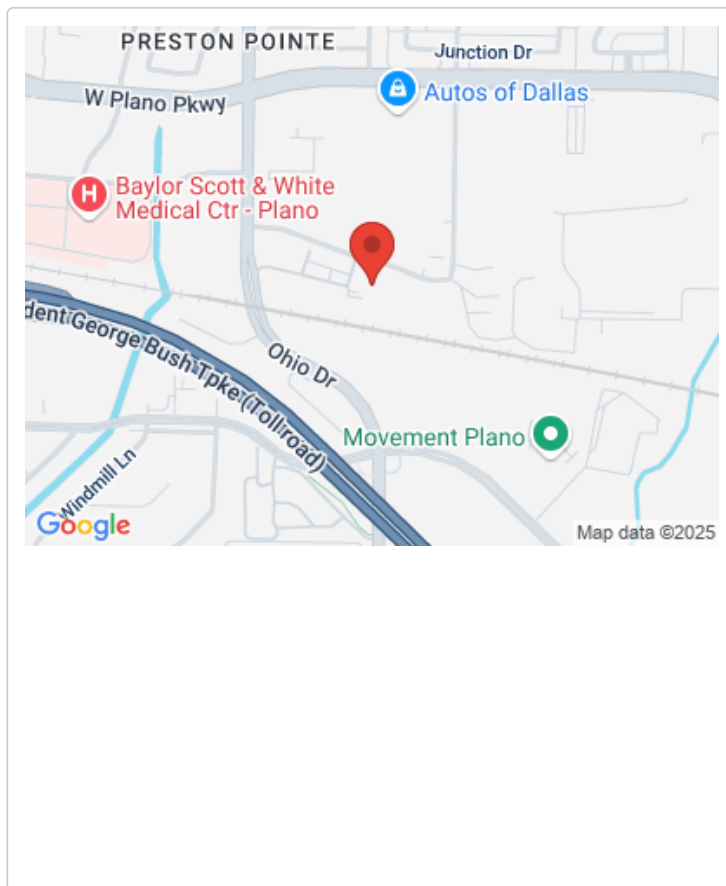 PRESTON POINTE
Junction Dr
W Plano Pkwy
Autos of Dallas
H
Baylor Scott & White
Medical Ctr - Plano
dent George Bush Tpke (Tollroad)
Ohio Dr
Movement Plano
Windmill Ln
Google
Map data ©2025